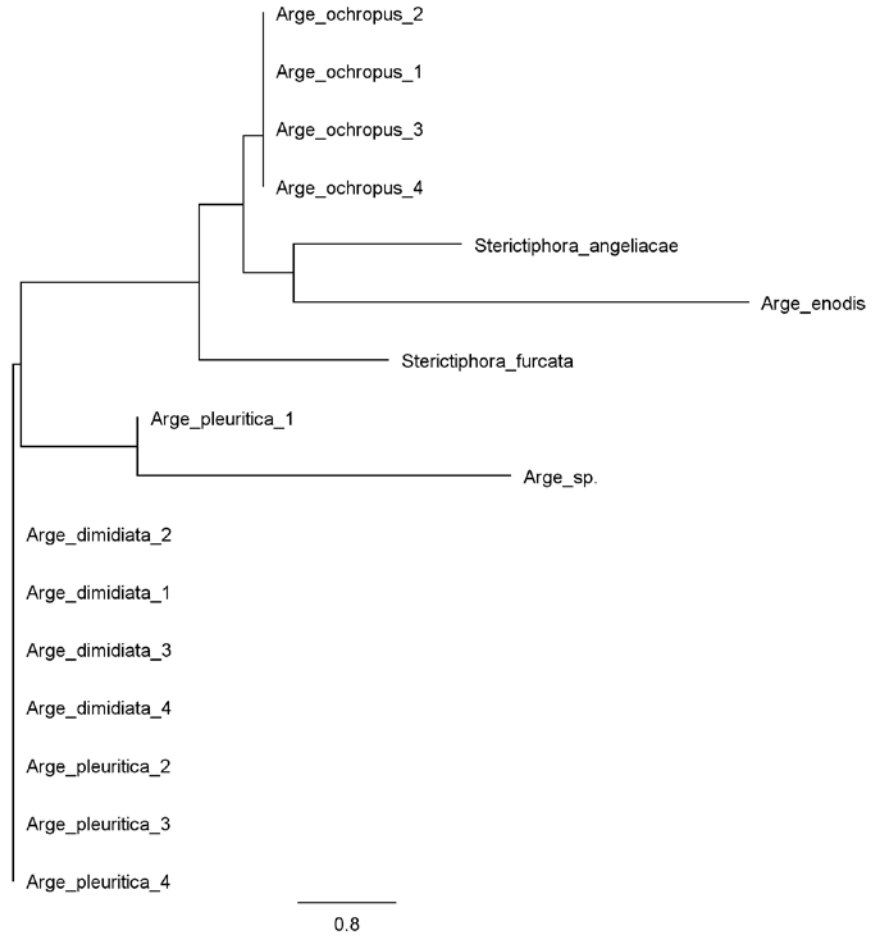 Arge_ochropus_2
Arge_ochropus_1
Arge_ochropus_3
Arge_ochropus_4
Sterictiphora_angeliacae
Arge_enodis
Sterictiphora_furcata
Arge_pleuritica_1
Arge_sp.
Arge_dimidiata_2
Arge_dimidiata_1
Arge_dimidiata_3
Arge_dimidiata_4
Arge_pleuritica_2
Arge_pleuritica_3
Arge_pleuritica_4
0.8